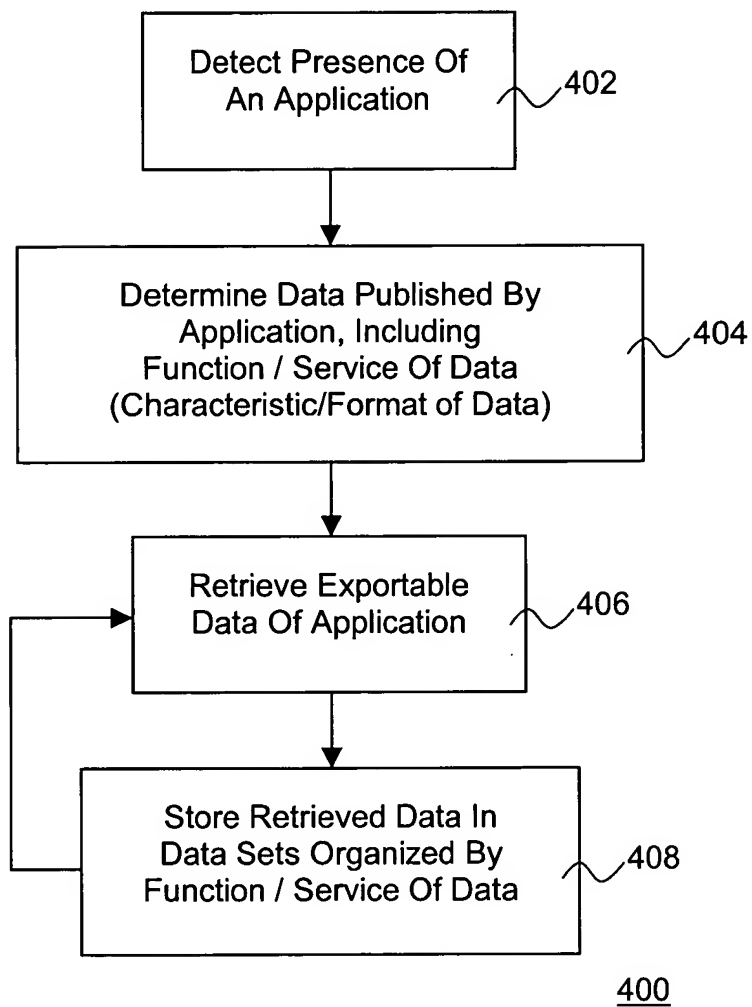 Detect Presence Of
An Application
402
Determine Data Published By
Application, Including
Function / Service Of Data
(Characteristic/Format of Data)
404
Retrieve Exportable
Data Of Application
406
Store Retrieved Data In
Data Sets Organized By
Function / Service Of Data
408
400